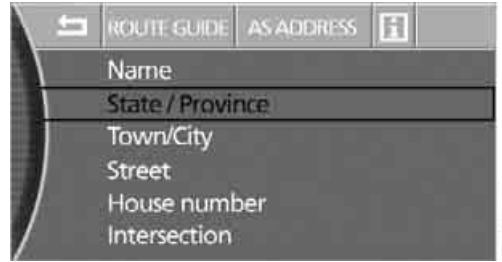 ROUTE GUIDE AS ADDRESS i
Name
State / Province
Town/City
Street
House number
Intersection